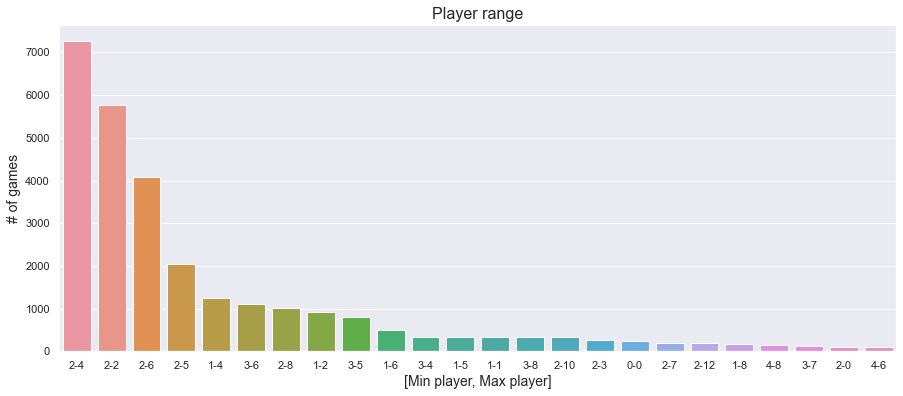 Player range
# of games
7000
6000
5000
4000
3000
2000
1000
0
2-4 2-2 2-6 2-5 1-4 3-6 2-8 1-2 3-5 1-6 3-4 1-5 1-1 3-8 2-10 2-3 0-0 2-7 2-12 1-8 4-8 3-7 2-0 4-6
[Min player, Max player]